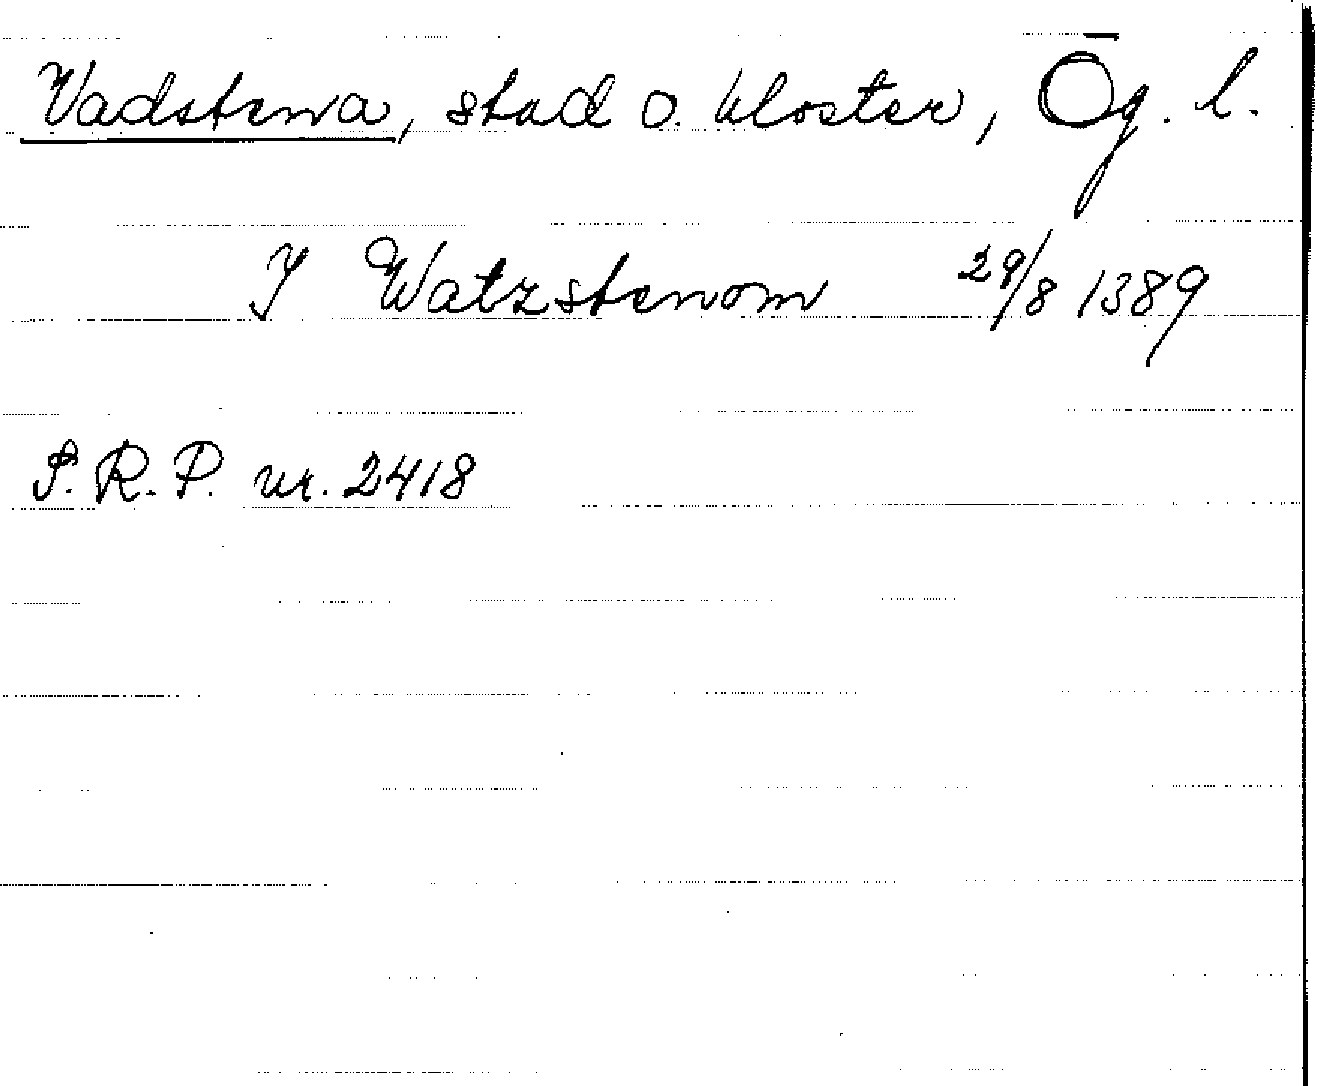 Vadstena, stad o. kloster, Ög. l.
J Watzstenom 29/8 1389
S.R.P. nr. 2418